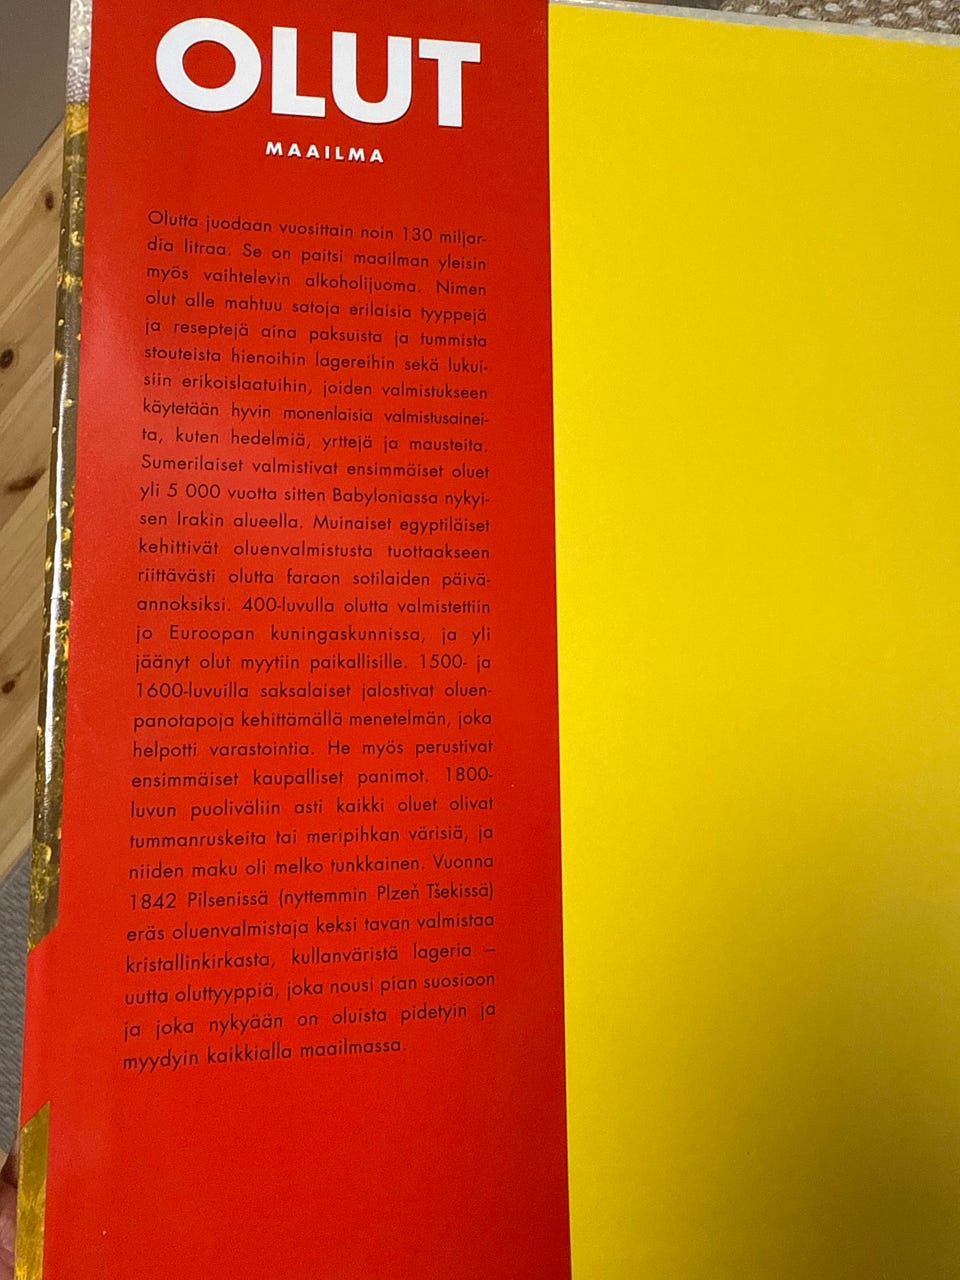 OLUT
MAAILMA
Olutta juodaan vuosittain noin 130 miljar-
dia litraa. Se on paitsi maailman yleisin
myös vaihtelevin alkoholijuoma. Nimen
olut alle mahtuu satoja erilaisia tyyppejä
ja reseptejä aina paksuista ja tummista
stouteista hienoihin lagereihin sekä lukui-
siin erikoislaatuihin, joiden valmistukseen
käytetään hyvin monenlaisia valmistusainei-
ta, kuten hedelmiä, yrttejä ja mausteita.
Sumerilaiset valmistivat ensimmäiset oluet
yli 5 000 vuotta sitten Babyloniassa nykyi-
sen Irakin alueella. Muinaiset egyptiläiset
kehittivät oluenvalmistusta tuottaakseen
riittävästi olutta faraon sotilaiden päivä-
annoksiksi. 400-luvulla olutta valmistettiin
jo Euroopan kuningaskunnissa, ja yli
jäänyt olut myytiin paikallisille. 1500- ja
1600-luvuilla saksalaiset jalostivat oluen-
panotapoja kehittämällä menetelmän, joka
helpotti varastointia. He myös perustivat
ensimmäiset kaupalliset panimot. 1800-
luvun puoliväliin asti kaikki oluet olivat
tummanruskeita tai meripihkan värisiä, ja
niiden maku oli melko tunkkainen. Vuonna
1842 Pilsenissä (nyttemmin Plzeň Tšekissä)
eräs oluenvalmistaja keksi tavan valmistaa
kristallinkirkasta, kullanväristä lageria –
uutta oluttyyppiä, joka nousi pian suosioon
ja joka nykyään on oluista pidetyin ja
myydyin kaikkialla maailmassa.